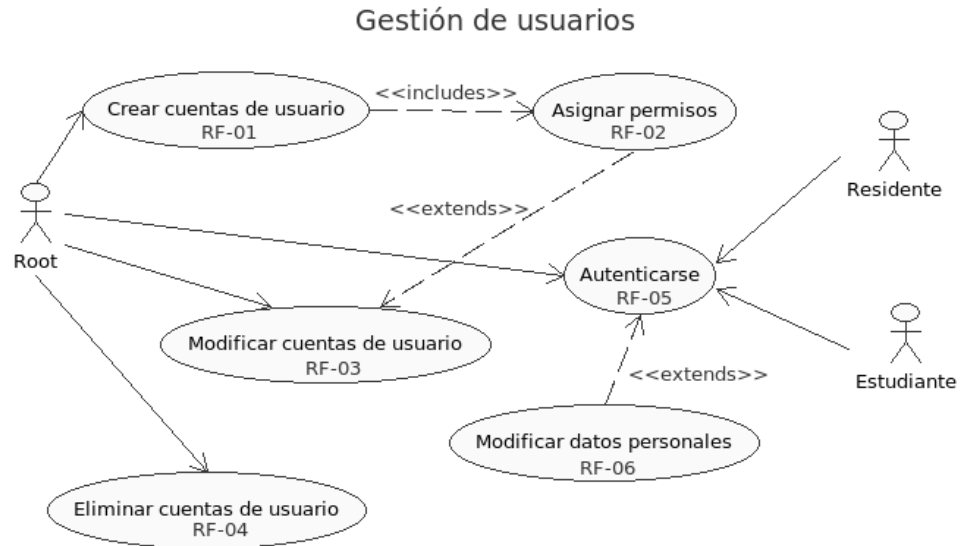 Gestión de usuarios
Crear cuentas de usuario
RF-01
<<includes>>
Asignar permisos
RF-02
Residente
<<extends>>
Root
Autenticarse
RF-05
Modificar cuentas de usuario
RF-03
<<extends>>
Estudiante
Modificar datos personales
RF-06
Eliminar cuentas de usuario
RF-04